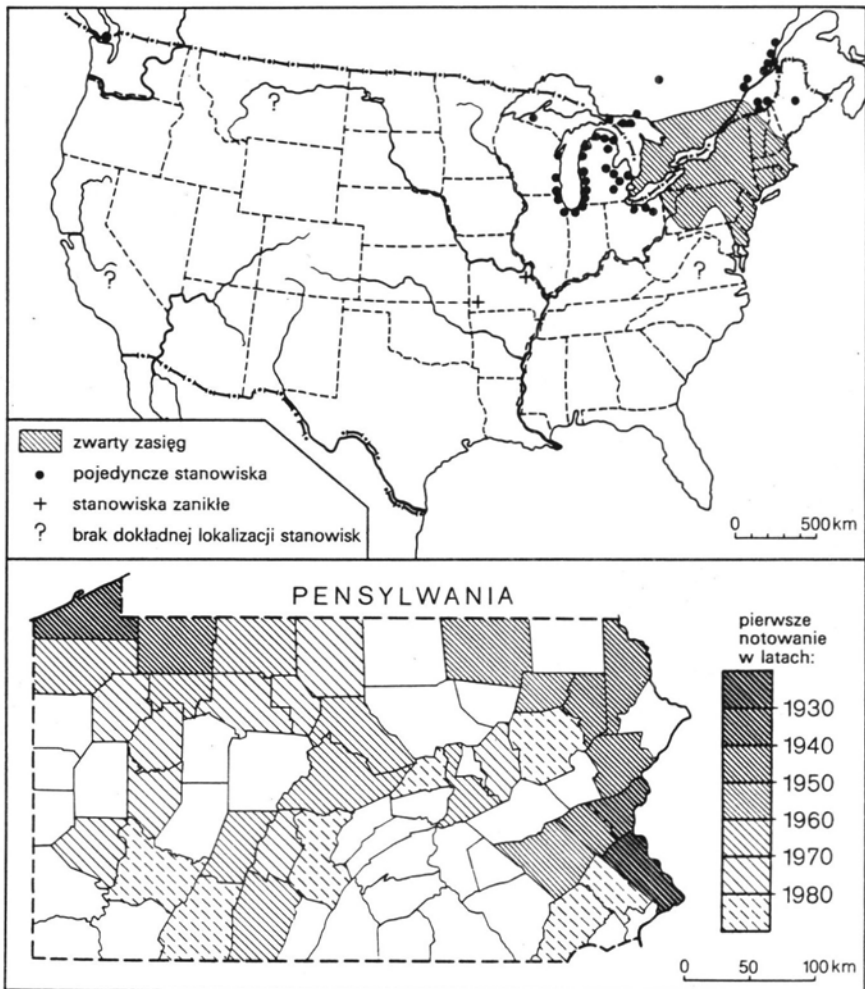 ?
?
?
zwarty zasięg
pojedyncze stanowiska
+ stanowiska zanikłe
? brak dokładnej lokalizacji stanowisk
0 500 km
PENSYLWANIA
pierwsze
notowanie
w latach:
1930
1940
1950
1960
1970
1980
0 50 100 km